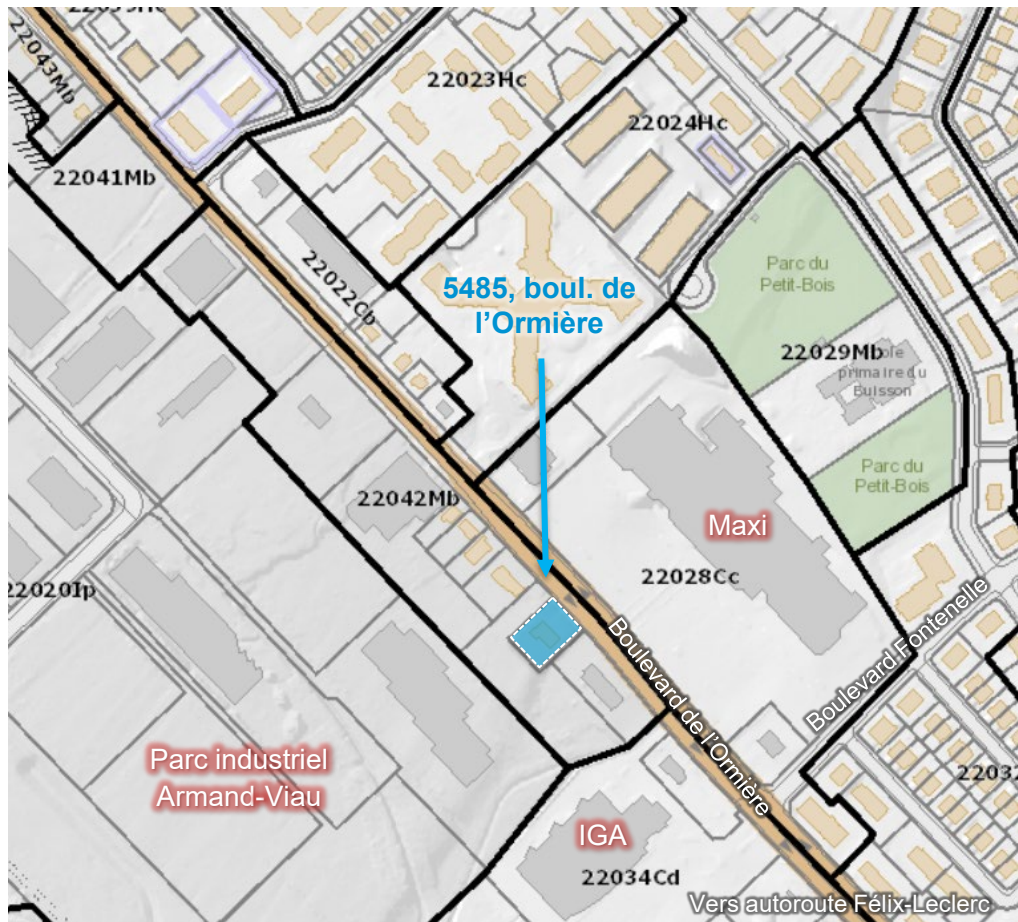 22043Mb
22023Hc
22024Hc
22041Mb
22022Cb
5485, boul. de
l'Ormière
Parc du
Petit-Bois
22029Mb
primaire du
Buisson
Parc du
Petit-Bois
22042Mb
Maxi
22028Cc
22020Ip
Boulevard de l'Ormière
Boulevard Fontenelle
Parc industriel
Armand-Viau
IGA
22034Cd
2203
Vers autoroute Félix-Leclerc